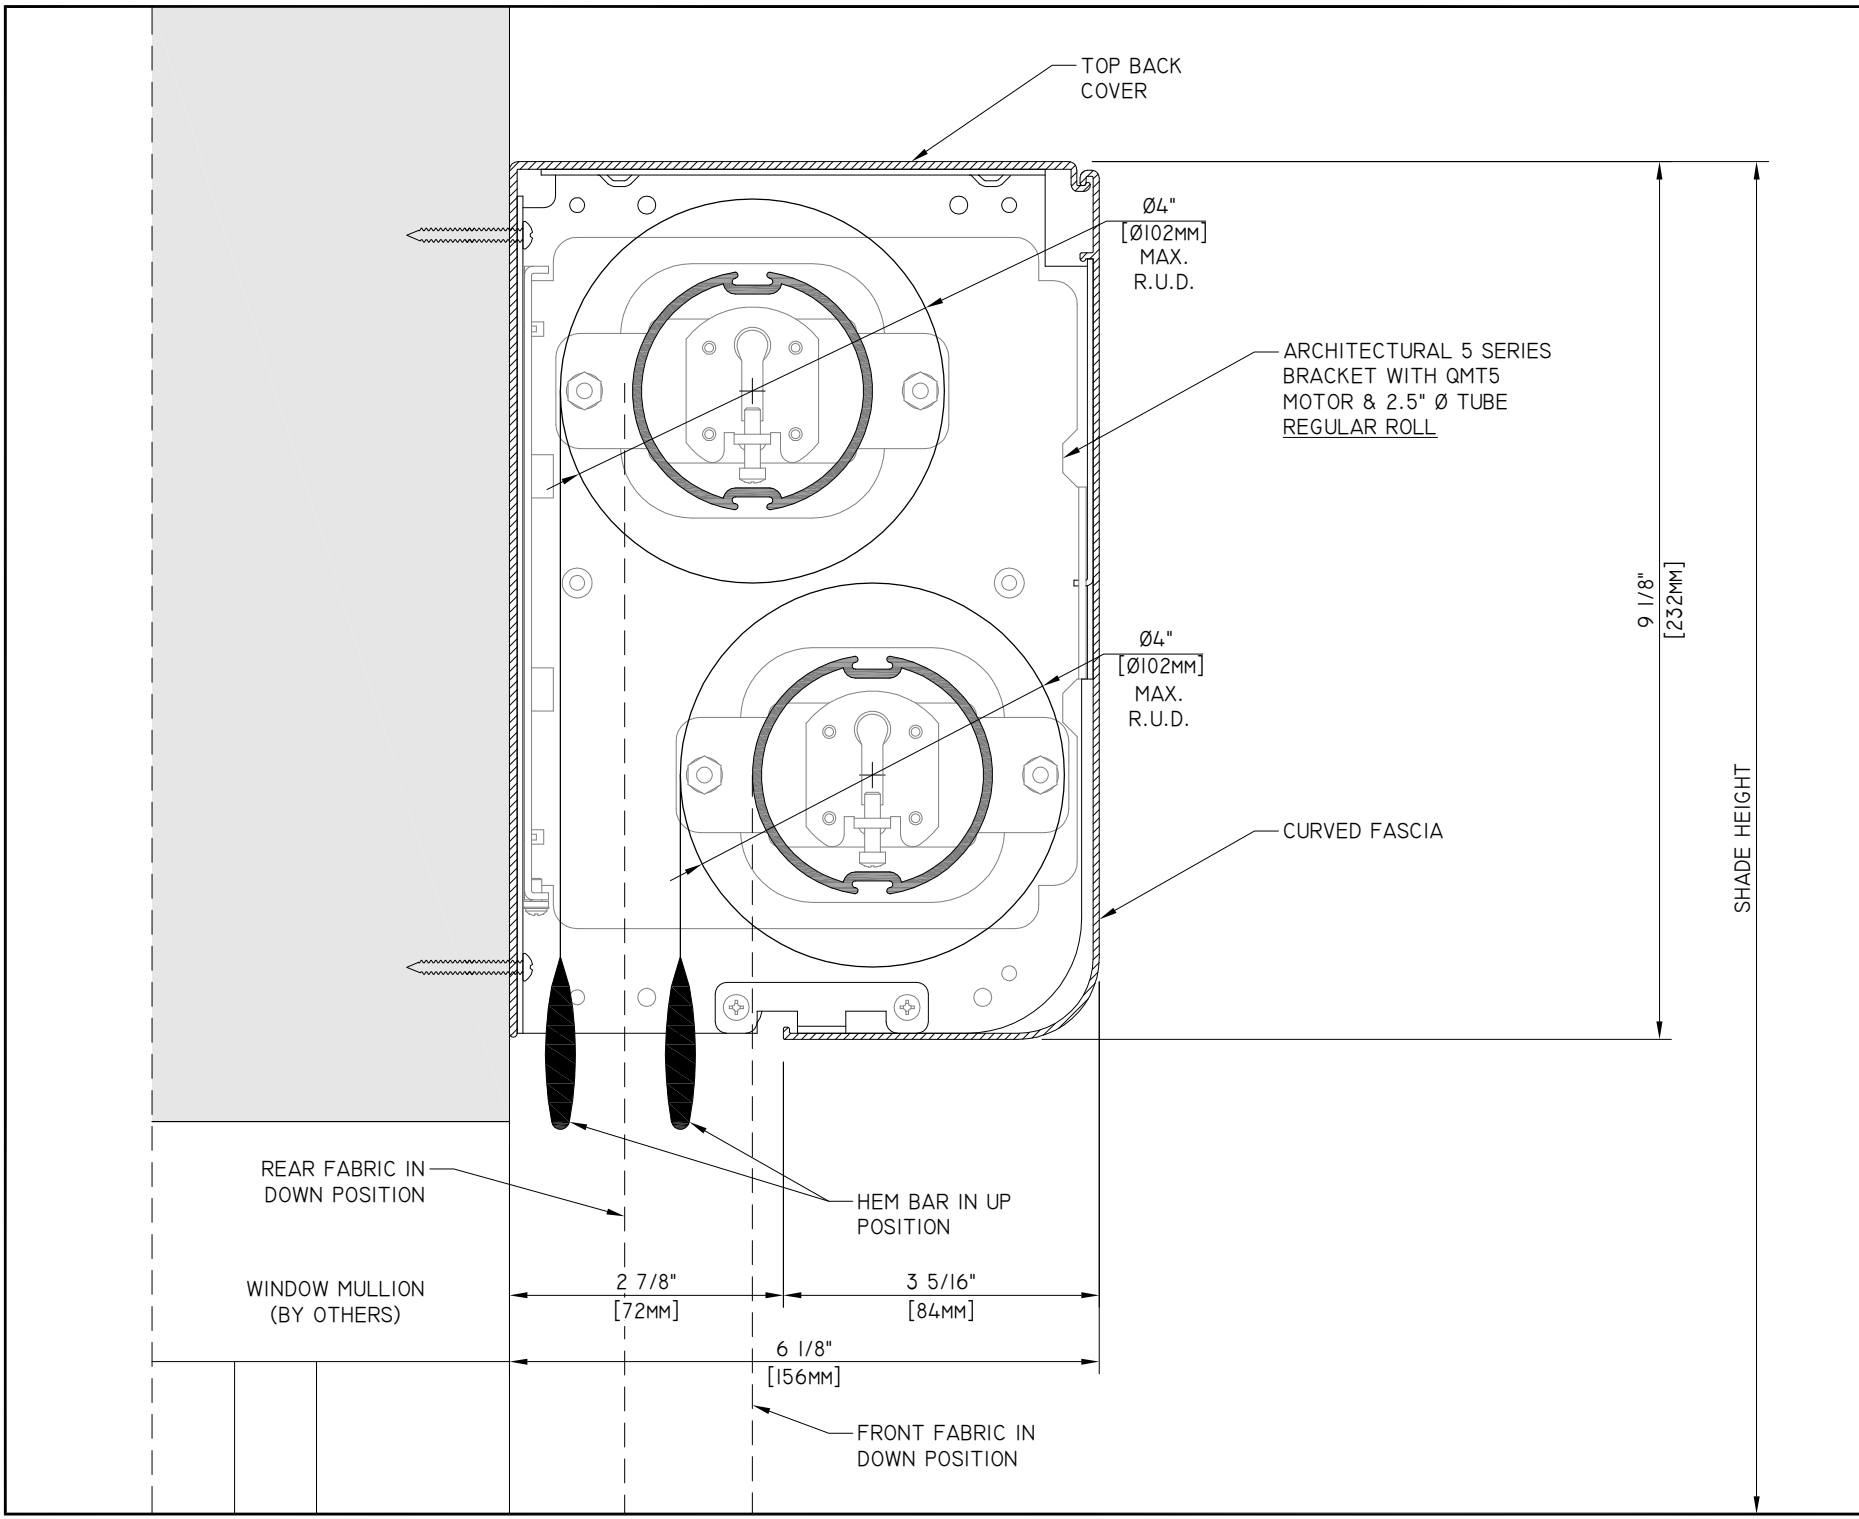 TOP BACK
COVER
Ø4"
[Ø102MM]
MAX.
R.U.D.
ARCHITECTURAL 5 SERIES
BRACKET WITH QMT5
MOTOR & 2.5" Ø TUBE
REGULAR ROLL
9 1/8"
[232MM]
Ø4"
[Ø102MM]
MAX.
R.U.D.
SHADE HEIGHT
CURVED FASCIA
REAR FABRIC IN
DOWN POSITION
HEM BAR IN UP
POSITION
WINDOW MULLION
(BY OTHERS)
2 7/8"
[72MM]
3 5/16"
[84MM]
6 1/8"
[156MM]
FRONT FABRIC IN
DOWN POSITION